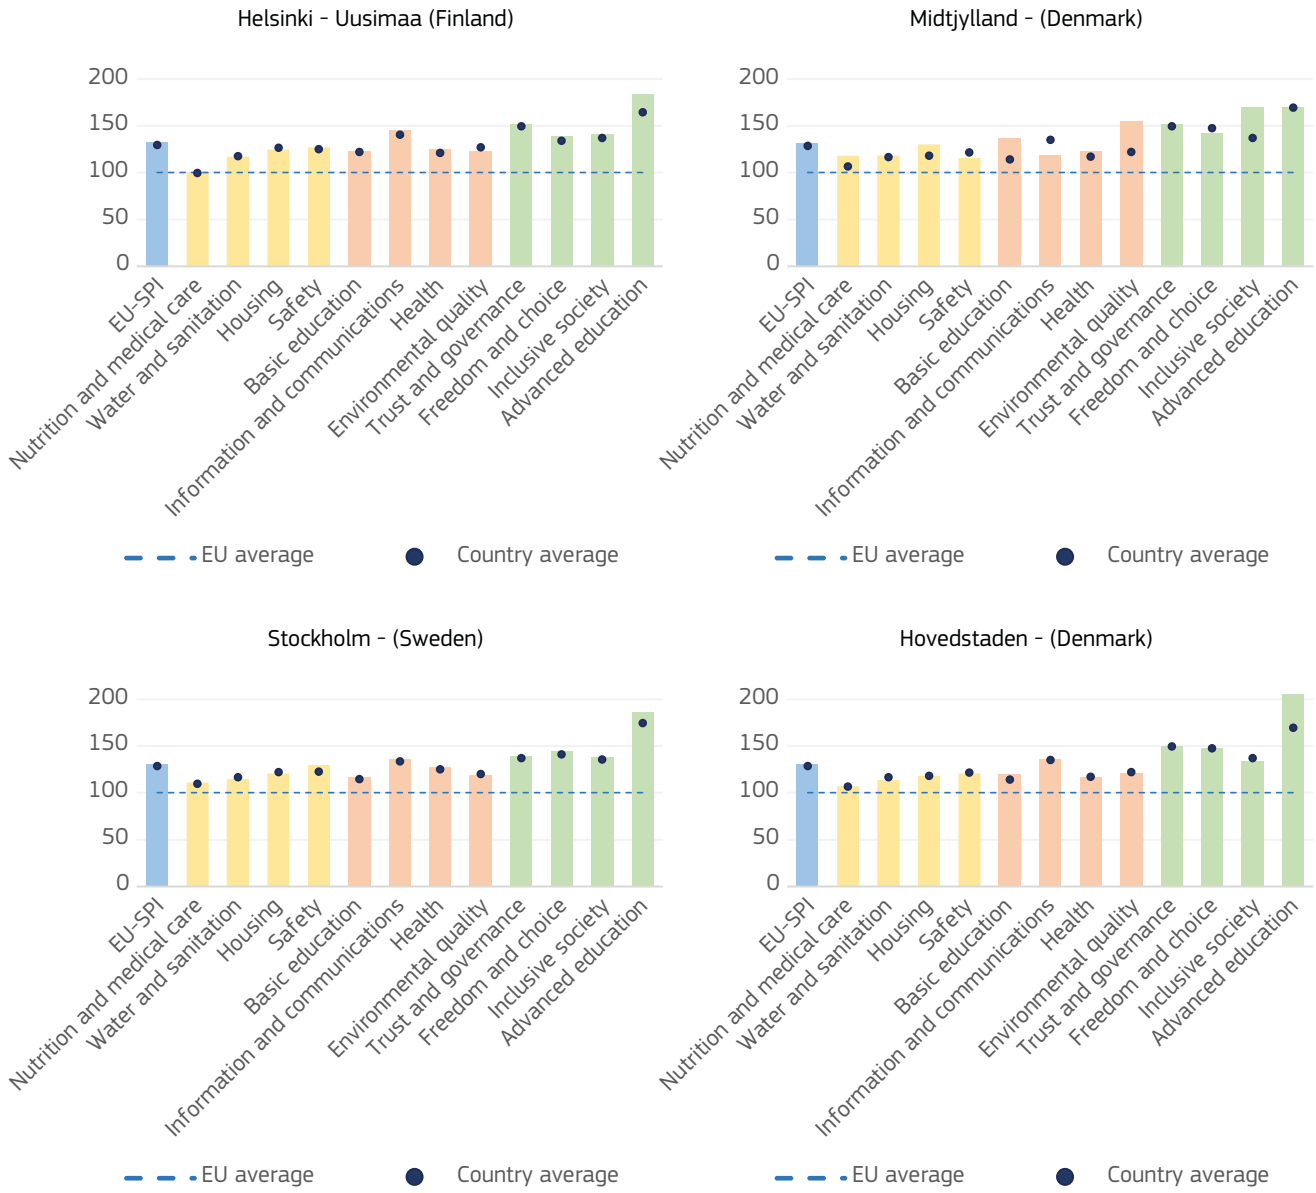 Helsinki - Uusimaa (Finland)
200
150
100
50
0
EU-SPI
Nutrition and medical care
Water and sanitation
Housing
Safety
Basic education
Information and communications
Health
Environmental quality
Trust and governance
Freedom and choice
Inclusive society
Advanced education
EU average
Country average
Midtjylland - (Denmark)
200
150
100
50
0
EU-SPI
Nutrition and medical care
Water and sanitation
Housing
Safety
Basic education
Information and communications
Health
Environmental quality
Trust and governance
Freedom and choice
Inclusive society
Advanced education
EU average
Country average
Stockholm - (Sweden)
200
150
100
50
0
EU-SPI
Nutrition and medical care
Water and sanitation
Housing
Safety
Basic education
Information and communications
Health
Environmental quality
Trust and governance
Freedom and choice
Inclusive society
Advanced education
EU average
Country average
Hovedstaden - (Denmark)
200
150
100
50
0
EU-SPI
Nutrition and medical care
Water and sanitation
Housing
Safety
Basic education
Information and communications
Health
Environmental quality
Trust and governance
Freedom and choice
Inclusive society
Advanced education
EU average
Country average